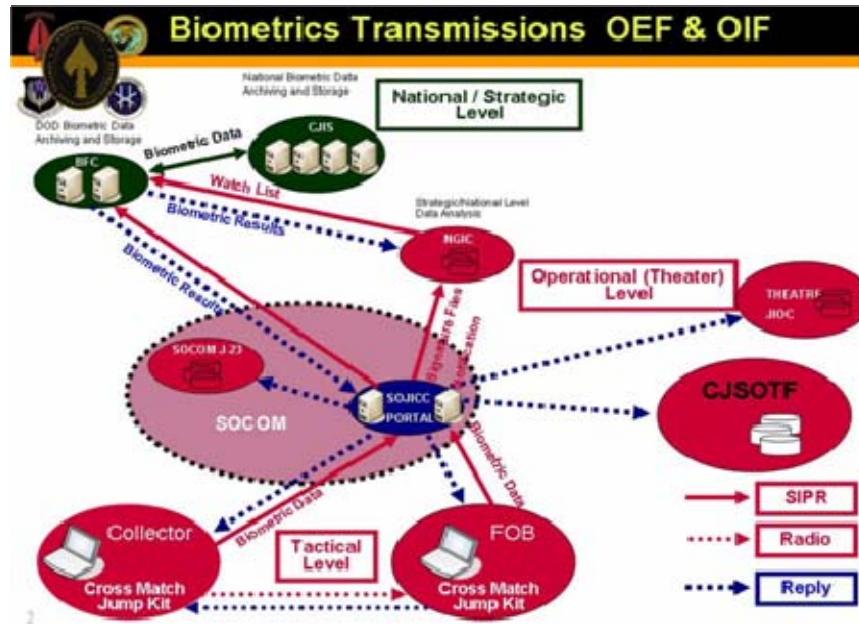 Biometrics Transmissions OEF & OIF
National Biometric Data
Archiving and Storage
National / Strategic
Level
DOD Biometric Data
Archiving and Storage
BFC
Biometric Data
CJIS
Watch List
Biometric Results
Strategic/National Level
Data Analysis
NGIC
Biometric Results
Operational (Theater)
Level
THEATRE
JIOC
Signature Files
SOCOM J-23
SOJICC
PORTAL
SOCOM
CJSOTF
Biometric Data
Biometric Data
SIPR
Collector
FOB
Tactical
Level
Radio
Cross Match
Jump Kit
Cross Match
Jump Kit
Reply
2